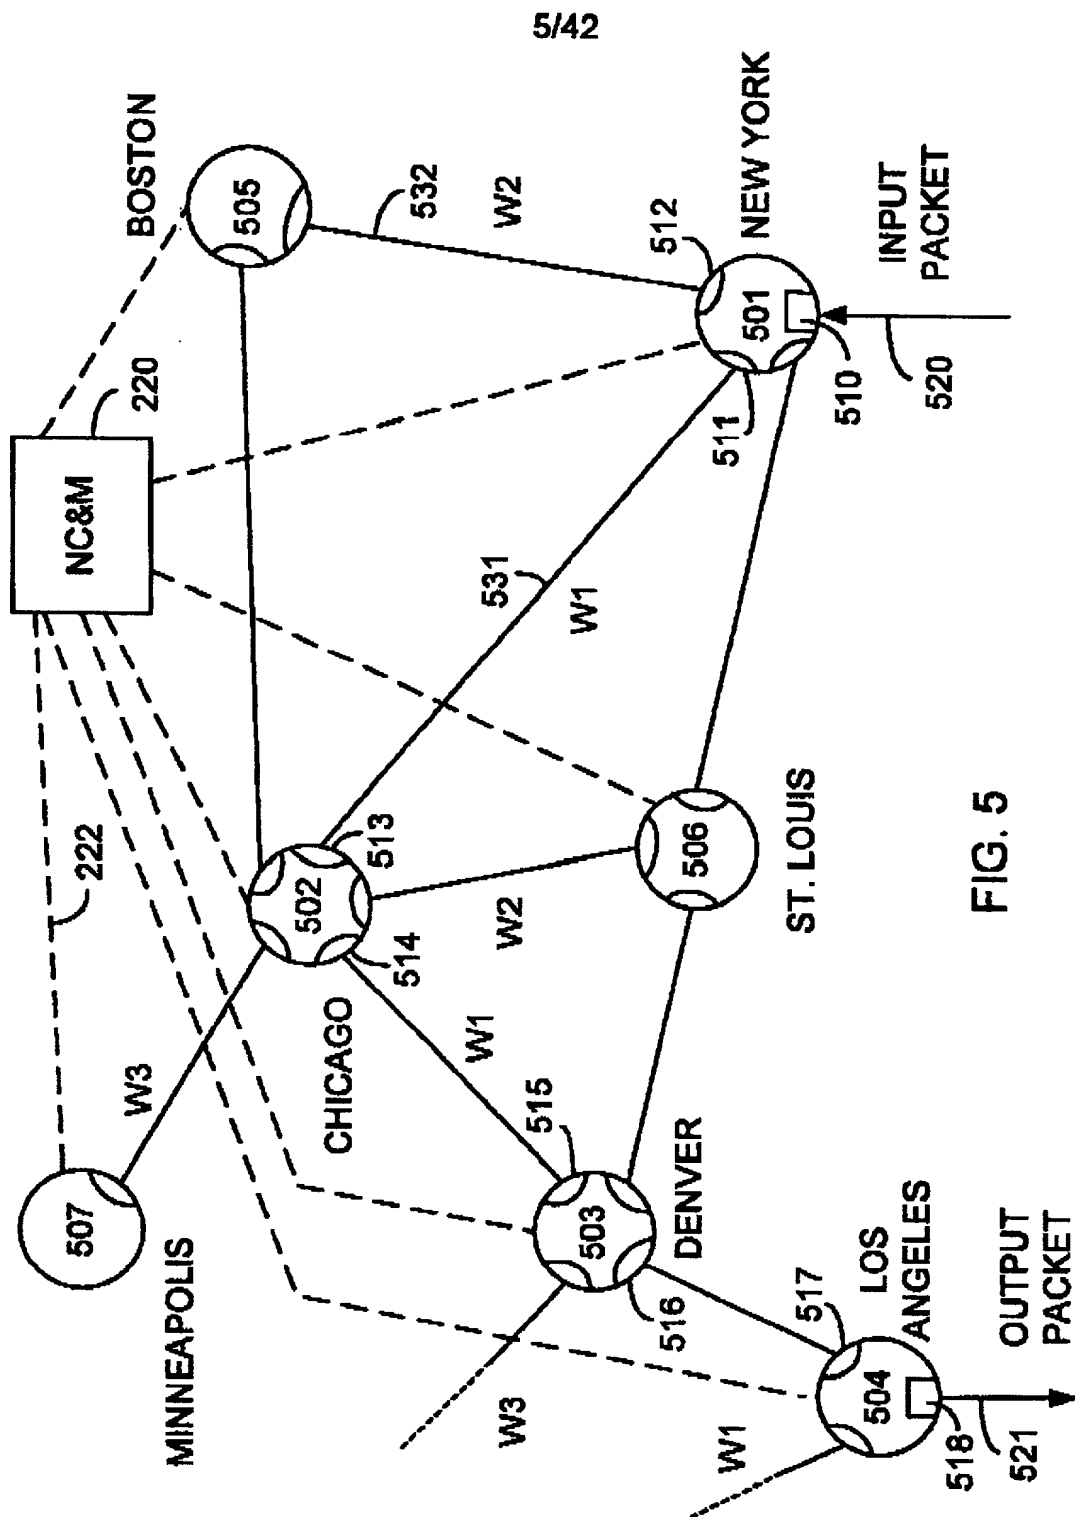 5/42
BOSTON
505
532
W2
512
NEW YORK
501
511
510
INPUT
PACKET
520
220
NC&M
531
W1
222
513
502
514
CHICAGO
W2
506
ST. LOUIS
W3
507
MINNEAPOLIS
W1
515
503
DENVER
516
W3
517
LOS
ANGELES
504
W1
518
521
OUTPUT
PACKET
FIG. 5